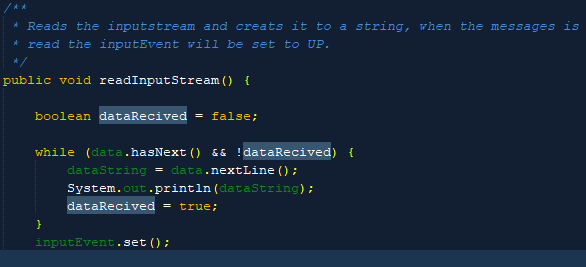 /**
 * Reads the inputstream and creats it to a string, when the messages is
 * read the inputEvent will be set to UP.
 */
public void readInputStream() {
boolean dataRecived = false;
while (data.hasNext() && !dataRecived) {
dataString = data.nextLine();
System.out.println(dataString);
dataRecived = true;
}
inputEvent.set();